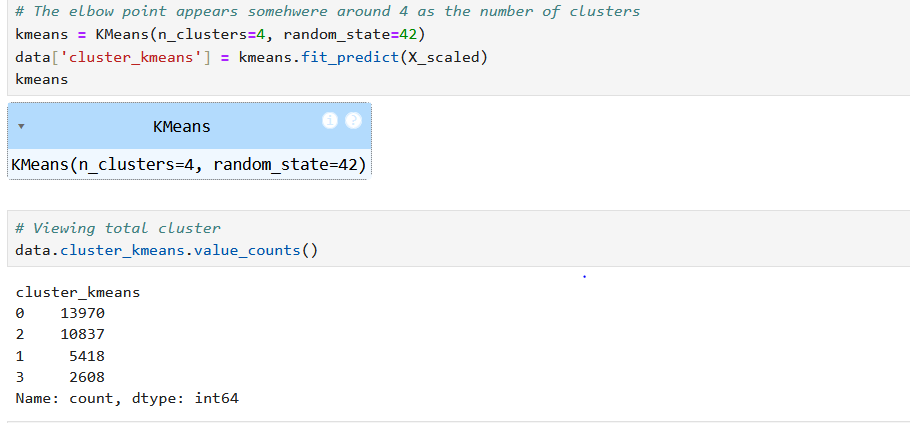 # The elbow point appears somehwere around 4 as the number of clusters
kmeans = KMeans(n_clusters=4, random_state=42)
data['cluster_kmeans'] = kmeans.fit_predict(X_scaled)
kmeans
KMeans
KMeans(n_clusters=4, random_state=42)
# Viewing total cluster
data.cluster_kmeans.value_counts()
cluster_kmeans
0    13970
2    10837
1     5418
3     2608
Name: count, dtype: int64